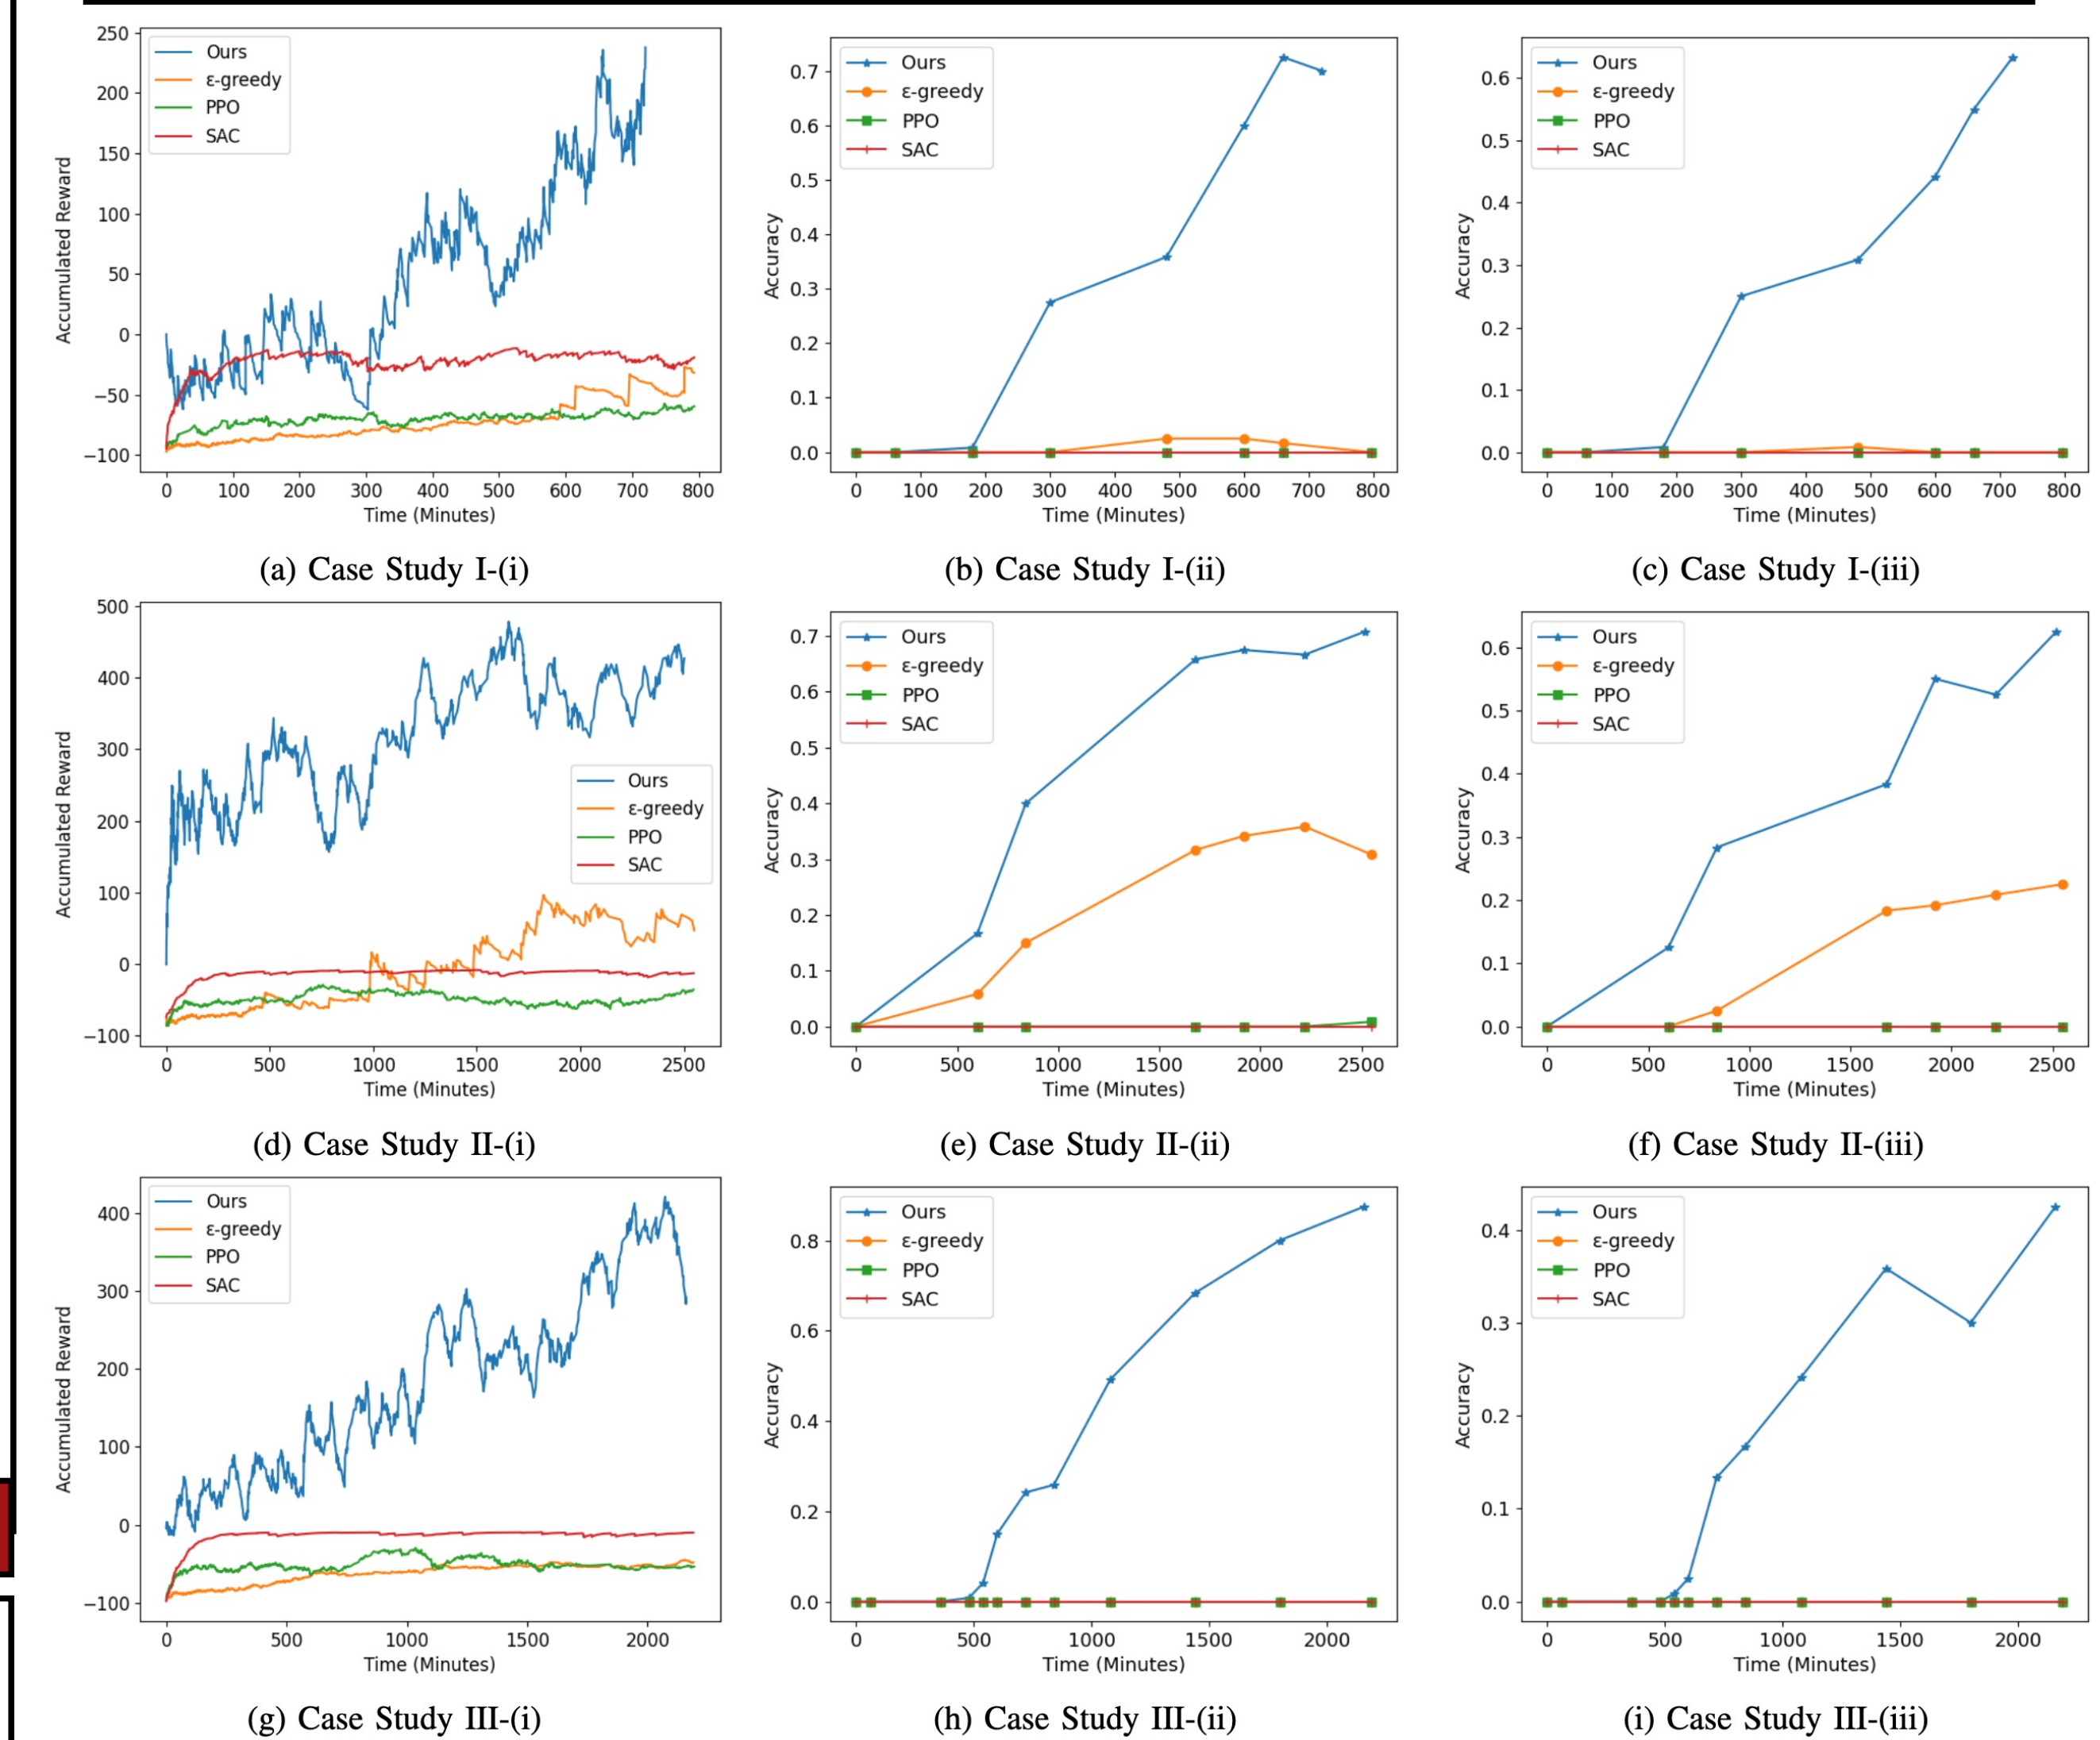 250
200
150
100
50
0
−50
−100
Accumulated Reward
Ours
ε-greedy
PPO
SAC
0 100 200 300 400 500 600 700 800
Time (Minutes)
(a) Case Study I-(i)
0.7
0.6
0.5
0.4
0.3
0.2
0.1
0.0
Accuracy
Ours
ε-greedy
PPO
SAC
0 100 200 300 400 500 600 700 800
Time (Minutes)
(b) Case Study I-(ii)
0.6
0.5
0.4
0.3
0.2
0.1
0.0
Accuracy
Ours
ε-greedy
PPO
SAC
0 100 200 300 400 500 600 700 800
Time (Minutes)
(c) Case Study I-(iii)
500
400
300
200
100
0
−100
Accumulated Reward
Ours
ε-greedy
PPO
SAC
0 500 1000 1500 2000 2500
Time (Minutes)
(d) Case Study II-(i)
0.7
0.6
0.5
0.4
0.3
0.2
0.1
0.0
Accuracy
Ours
ε-greedy
PPO
SAC
0 500 1000 1500 2000 2500
Time (Minutes)
(e) Case Study II-(ii)
0.6
0.5
0.4
0.3
0.2
0.1
0.0
Accuracy
Ours
ε-greedy
PPO
SAC
0 500 1000 1500 2000 2500
Time (Minutes)
(f) Case Study II-(iii)
400
300
200
100
0
−100
Accumulated Reward
Ours
ε-greedy
PPO
SAC
0 500 1000 1500 2000
Time (Minutes)
(g) Case Study III-(i)
0.8
0.6
0.4
0.2
0.0
Accuracy
Ours
ε-greedy
PPO
SAC
0 500 1000 1500 2000
Time (Minutes)
(h) Case Study III-(ii)
0.4
0.3
0.2
0.1
0.0
Accuracy
Ours
ε-greedy
PPO
SAC
0 500 1000 1500 2000
Time (Minutes)
(i) Case Study III-(iii)